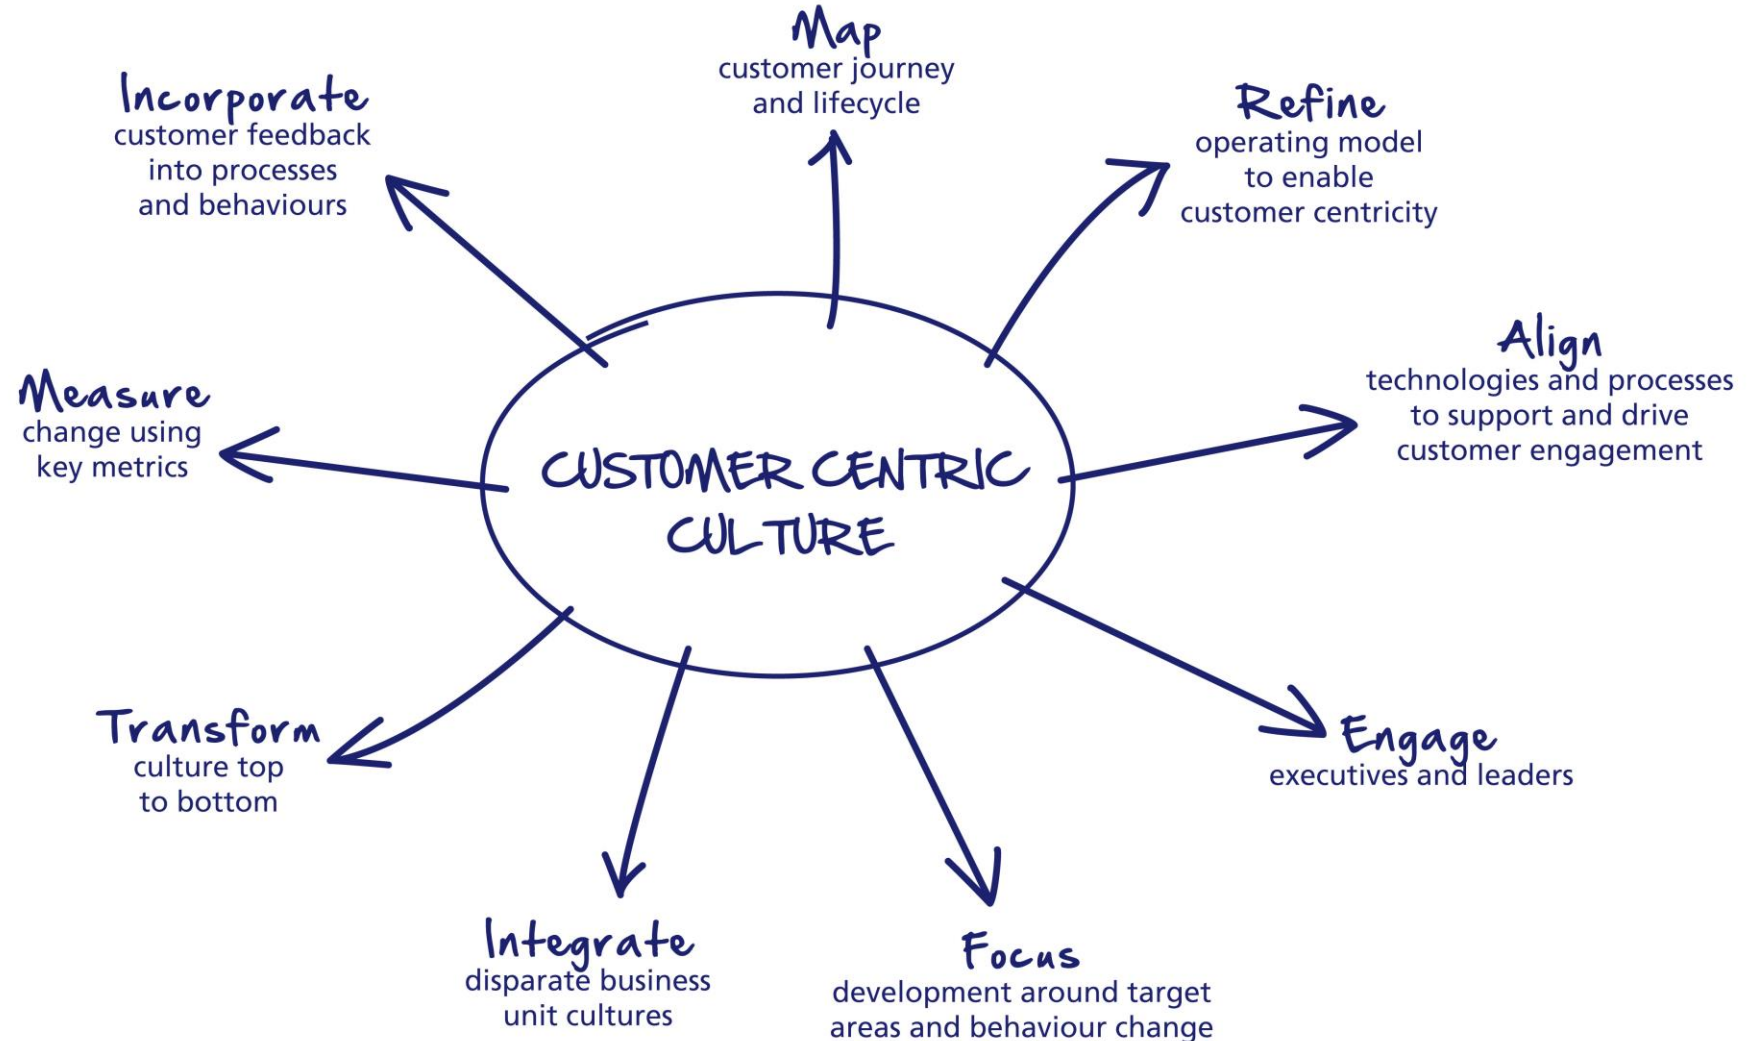 Map
customer journey
and lifecycle
Refine
operating model
to enable
customer centricity
Align
technologies and processes
to support and drive
customer engagement
Engage
executives and leaders
Focus
development around target
areas and behaviour change
Integrate
disparate business
unit cultures
Transform
culture top
to bottom
Measure
change using
key metrics
Incorporate
customer feedback
into processes
and behaviours
CUSTOMER CENTRIC
CULTURE